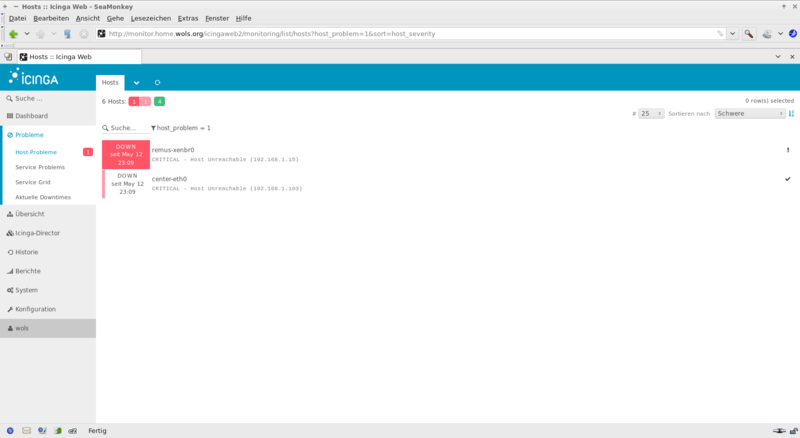 Hosts :: Icinga Web - SeaMonkey
Datei Bearbeiten Ansicht Gehe Lesezeichen Extras Fenster Hilfe
http://monitor.home.wols.org/icingaweb2/monitoring/list/hosts?host_problem=1&sort=host_severity
Hosts :: Icinga Web
ICINGA
Hosts
Suche ...
6 Hosts: 1 1 4
0 row(s) selected
Dashboard
# 25 Sortieren nach Schwere
Probleme
Suche... host_problem = 1
Host-Probleme 1
Service Problems
Service Grid
Aktuelle Downtimes
Übersicht
Icinga-Director
Historie
Berichte
System
Konfiguration
wols
DOWN
seit May 12
23:09
remus-xenbr0
CRITICAL - Host Unreachable (192.168.1.15)
DOWN
seit May 12
23:09
center-eth0
CRITICAL - Host Unreachable (192.168.1.103)
Fertig